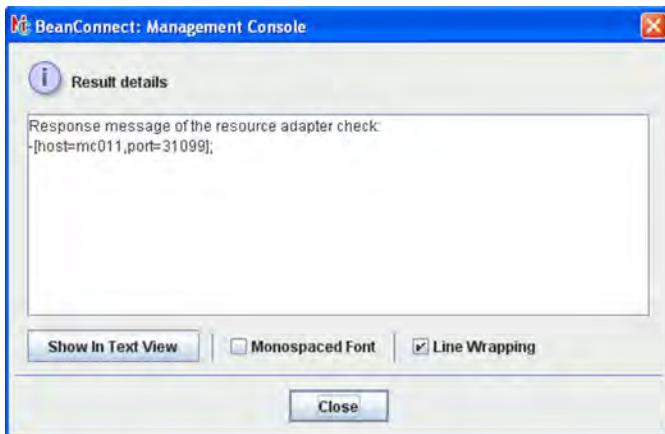 BeanConnect: Management Console
Result details
Response message of the resource adapter check:
-[host=mc011,port=31099];
Show In Text View
Monospaced Font
Line Wrapping
Close